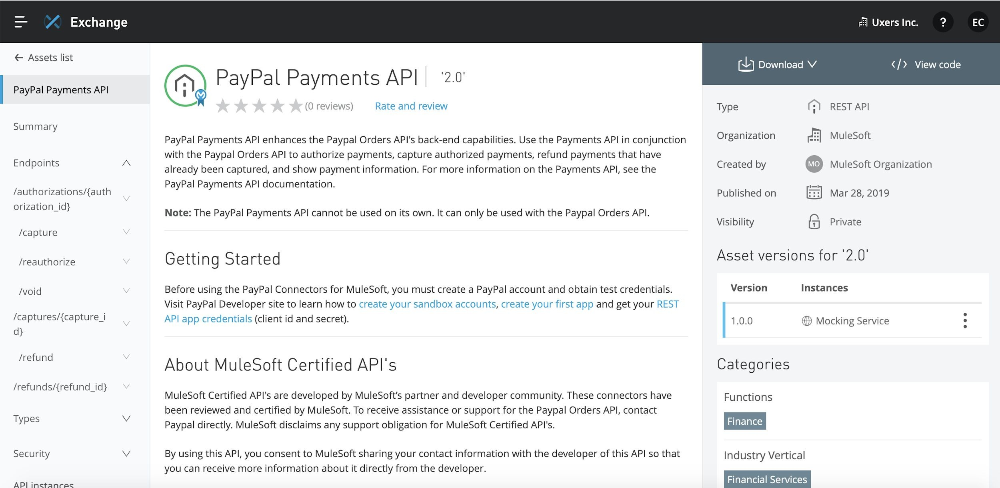 Exchange
Uxers Inc.
?
EC
Assets list
PayPal Payments API
Summary
Endpoints
/authorizations/{auth
orization_id}
/capture
/reauthorize
/void
/captures/{capture_i
d}
/refund
/refunds/{refund_id}
Types
Security
API instances
PayPal Payments API '2.0'
(0 reviews) Rate and review
PayPal Payments API enhances the Paypal Orders API's back-end capabilities. Use the Payments API in conjunction
with the Paypal Orders API to authorize payments, capture authorized payments, refund payments that have
already been captured, and show payment information. For more information on the Payments API, see the
PayPal Payments API documentation.
Note: The PayPal Payments API cannot be used on its own. It can only be used with the Paypal Orders API.
Getting Started
Before using the PayPal Connectors for MuleSoft, you must create a PayPal account and obtain test credentials.
Visit PayPal Developer site to learn how to create your sandbox accounts, create your first app and get your REST
API app credentials (client id and secret).
About MuleSoft Certified API's
MuleSoft Certified API's are developed by MuleSoft’s partner and developer community. These connectors have
been reviewed and certified by MuleSoft. To receive assistance or support for the Paypal Orders API, contact
Paypal directly. MuleSoft disclaims any support obligation for MuleSoft Certified API's.
By using this API, you consent to MuleSoft sharing your contact information with the developer of this API so that
you can receive more information about it directly from the developer.
Download
</> View code
Type REST API
Organization MuleSoft
Created by MO MuleSoft Organization
Published on Mar 28, 2019
Visibility Private
Asset versions for '2.0'
Version Instances
1.0.0 Mocking Service
Categories
Functions
Finance
Industry Vertical
Financial Services